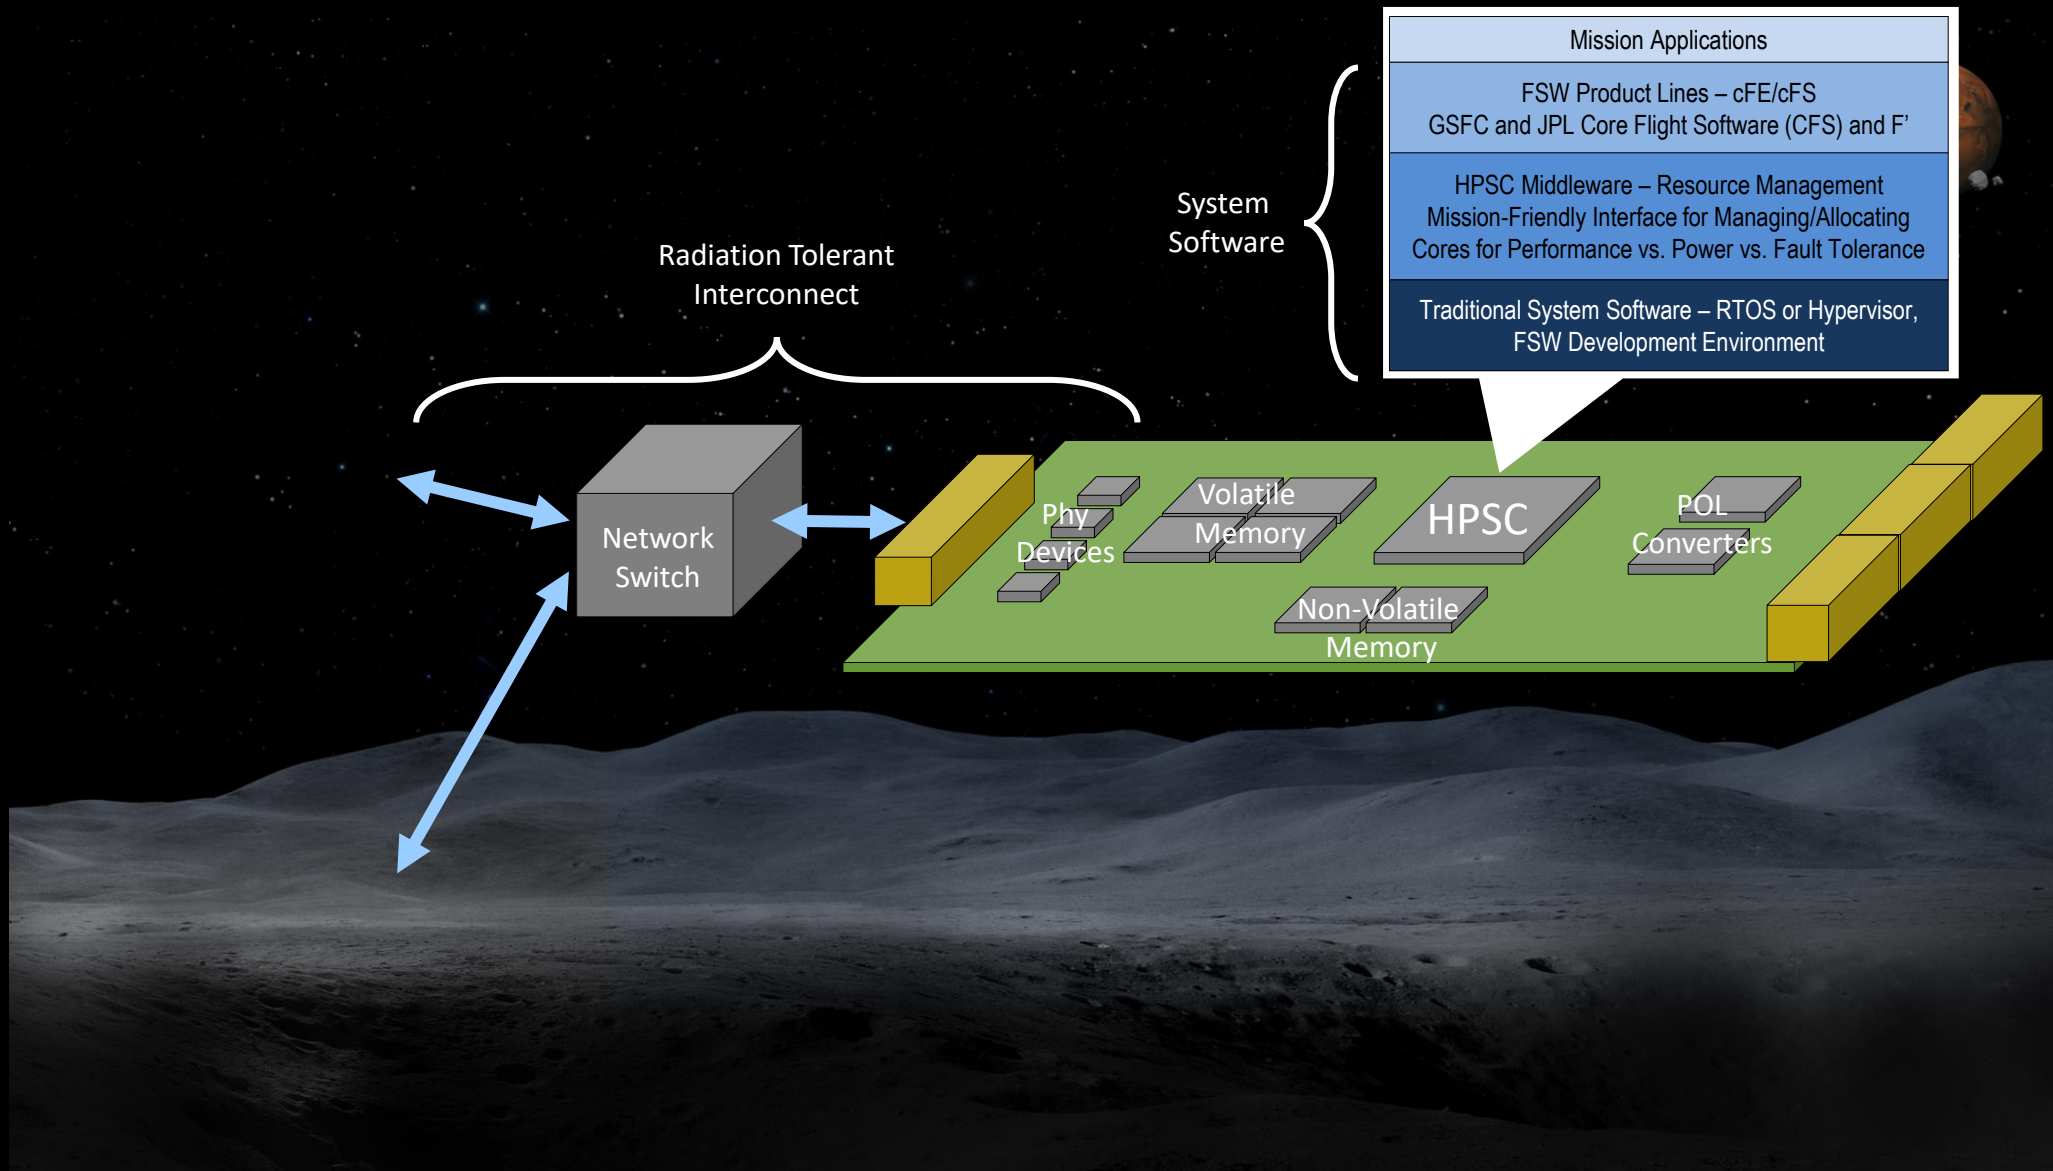 Mission Applications
FSW Product Lines – cFE/cFS
GSFC and JPL Core Flight Software (CFS) and F’
HPSC Middleware – Resource Management
Mission-Friendly Interface for Managing/Allocating
Cores for Performance vs. Power vs. Fault Tolerance
Traditional System Software – RTOS or Hypervisor,
FSW Development Environment
System
Software
Radiation Tolerant
Interconnect
Network
Switch
Phy
Devices
Volatile
Memory
HPSC
POL
Converters
Non-Volatile
Memory